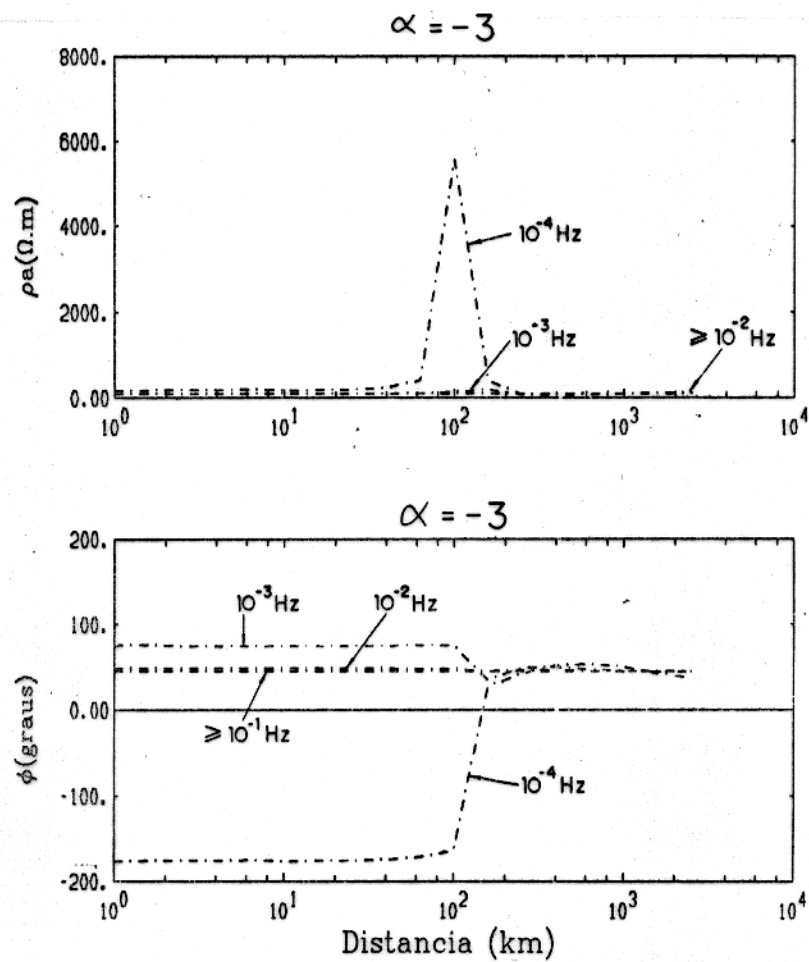 α = -3
8000.
6000.
4000.
2000.
0.00
ρa(Ω.m)
10⁻⁴Hz
10⁻³Hz
≥ 10⁻²Hz
10⁰ 10¹ 10² 10³ 10⁴
α = -3
200.
100.
0.00
-100.
-200.
ϕ(graus)
10⁻³Hz
10⁻²Hz
≥ 10⁻¹Hz
10⁻⁴Hz
10⁰ 10¹ 10² 10³ 10⁴
Distancia (km)